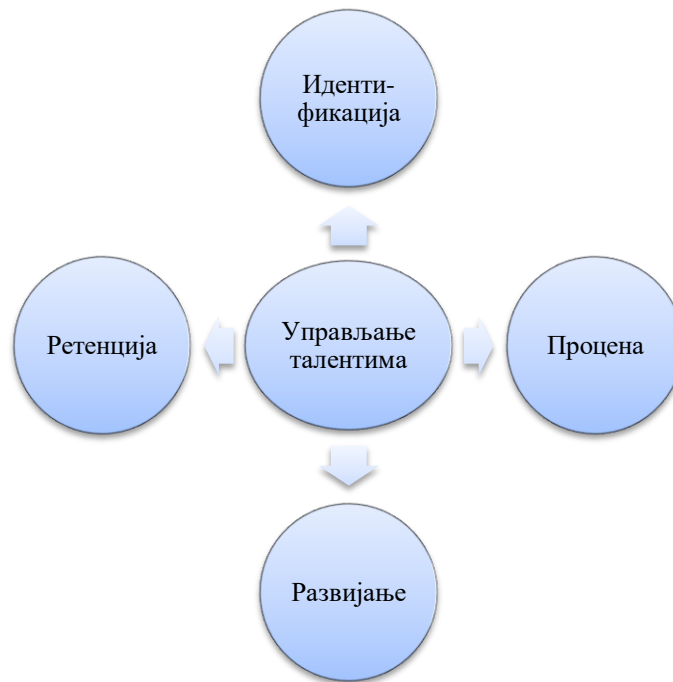 Иденти-
фикација
Ретенција
Управљање
талентима
Процена
Развијање